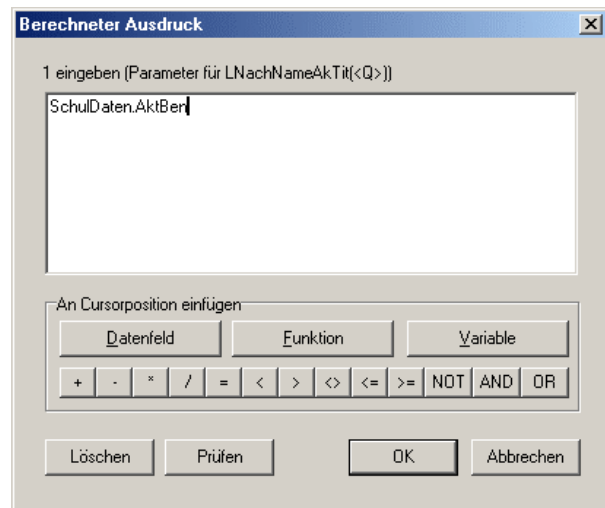 Berechneter Ausdruck
1 eingeben (Parameter für LNachNameAkTit(<Q>))
SchulDaten.AktBen
An Cursorposition einfügen
Datenfeld Funktion Variable
+ - * / = < > <> <= >= NOT AND OR
Löschen Prüfen OK Abbrechen